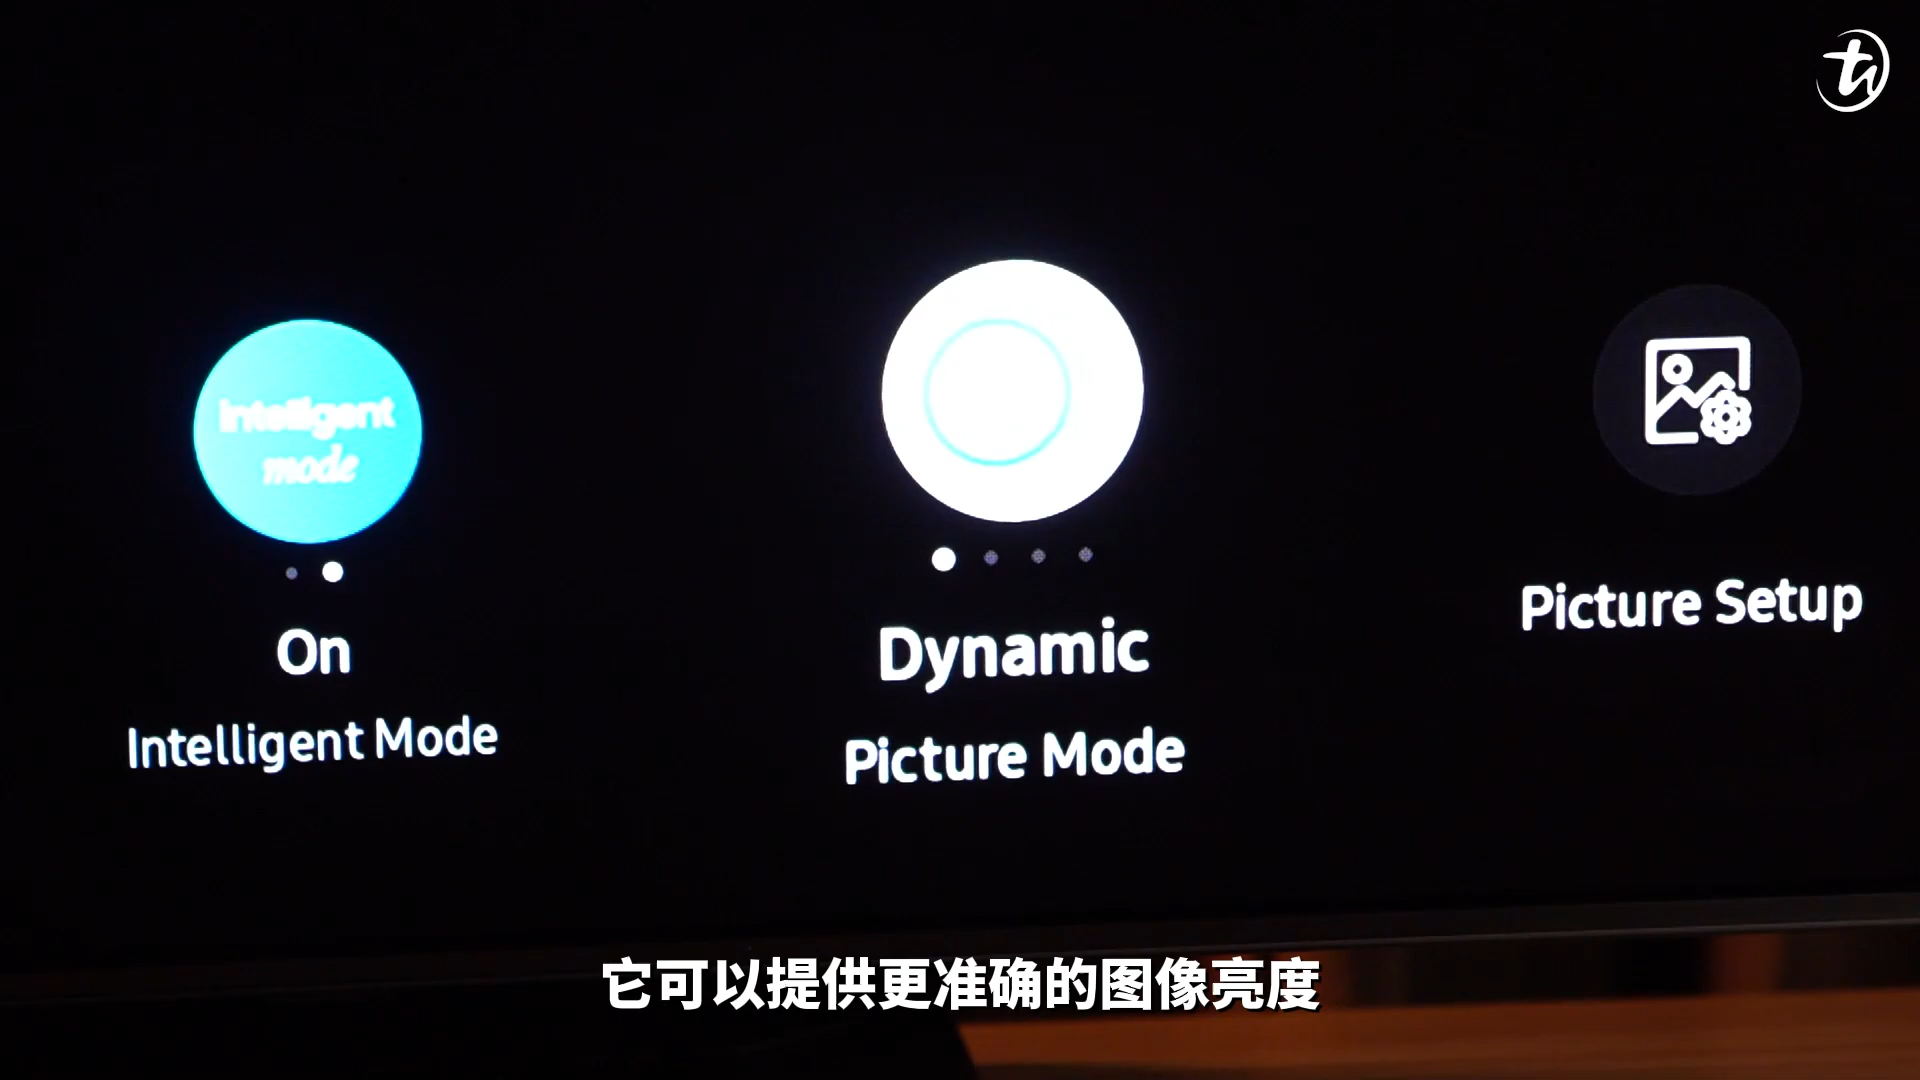 intelligent
mode
On
Intelligent Mode
Dynamic
Picture Mode
Picture Setup
它可以提供更准确的图像亮度